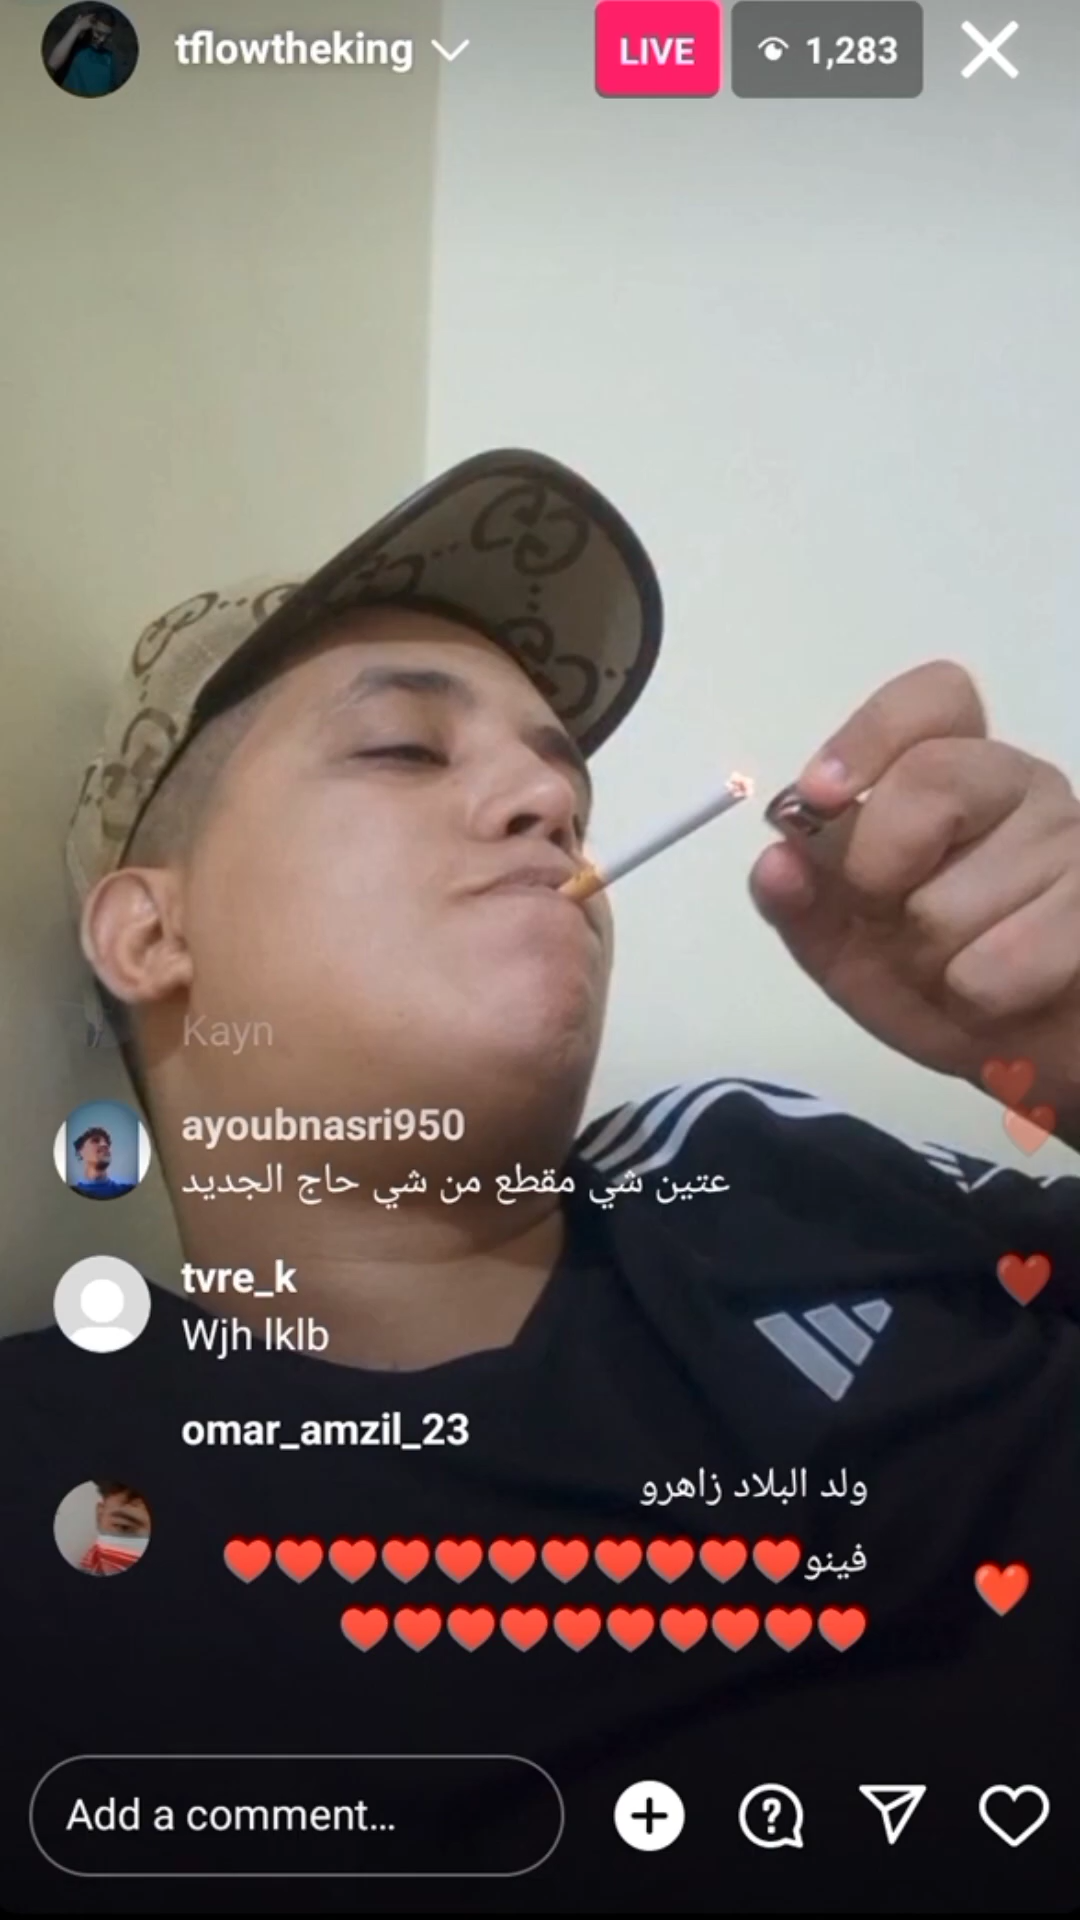 tflowtheking
LIVE
1,283
Kayn
ayoubnasri950
عتين شي مقطع من شي حاج الجديد
tvre_k
Wjh lklb
omar_amzil_23
ولد البلاد زاهرو
فينو❤️❤️❤️❤️❤️❤️❤️❤️❤️❤️❤️
❤️❤️❤️❤️❤️❤️❤️❤️❤️❤️
Add a comment...